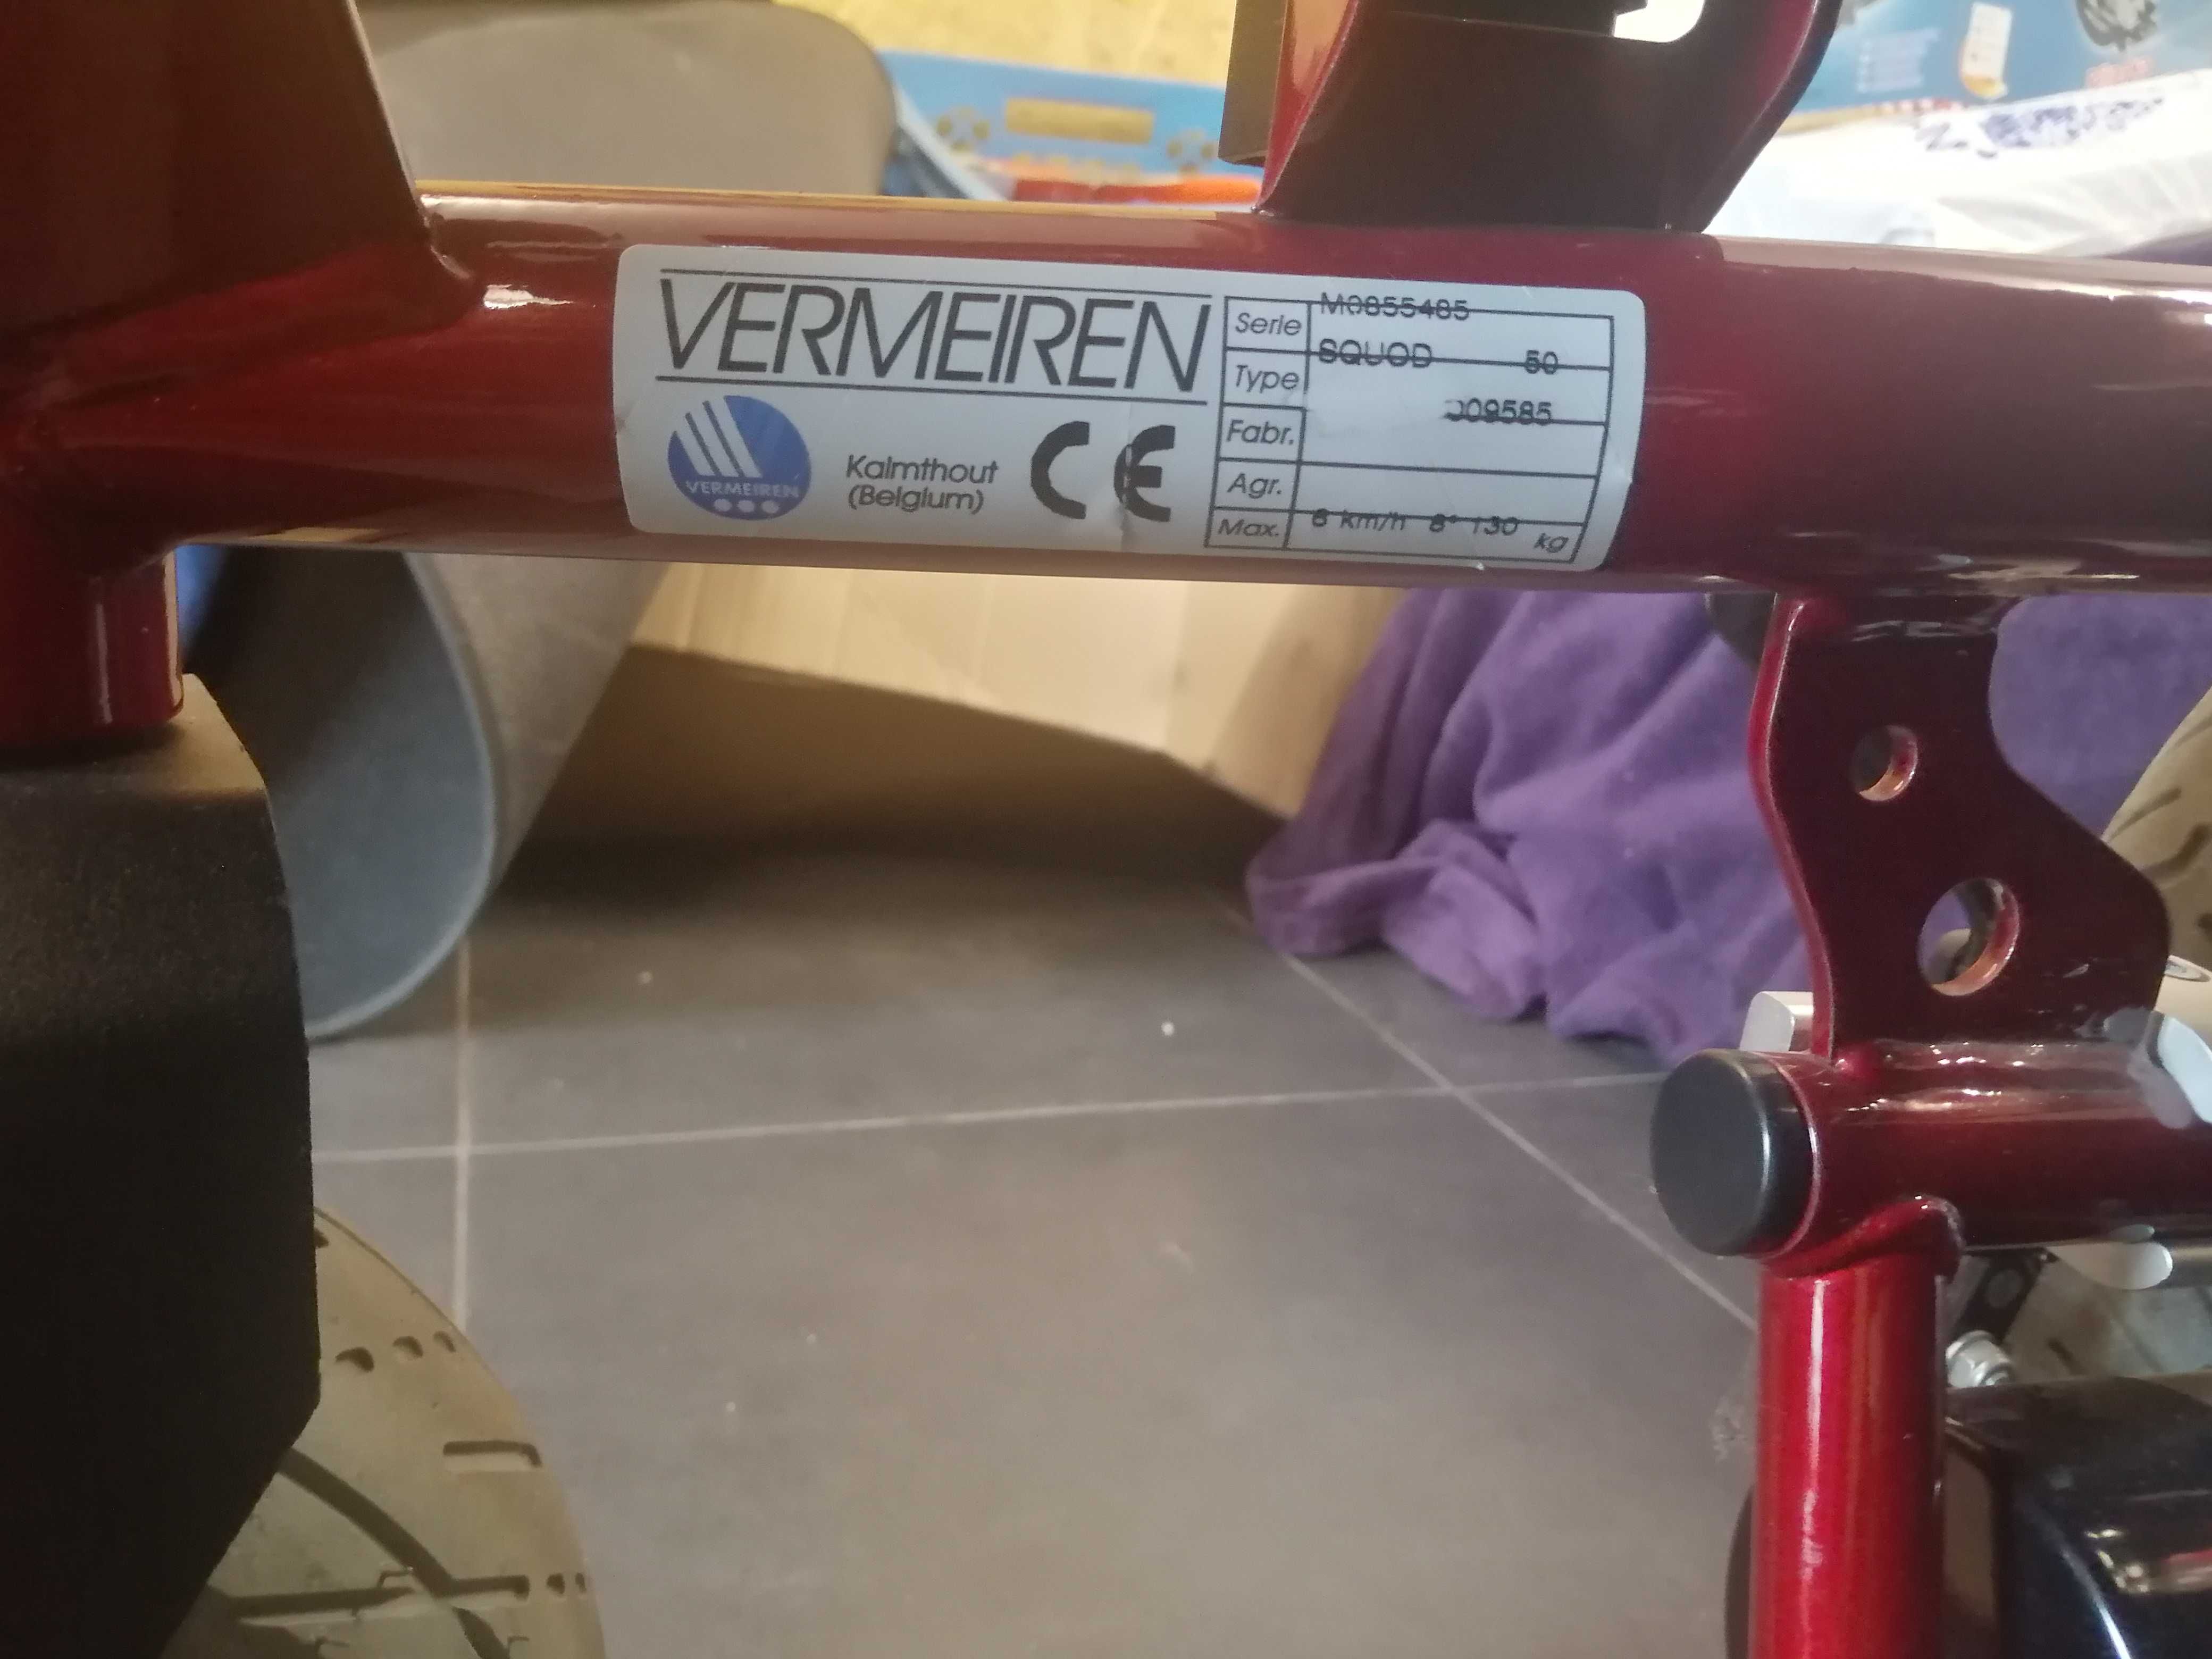 VERMEIREN
VERMEIREN
Kalmthout
(Belgium)
CE
Serie M0855485
Type SQUOD 50
Fabr. 009585
Agr.
Max. 6 km/h 8° 130 kg